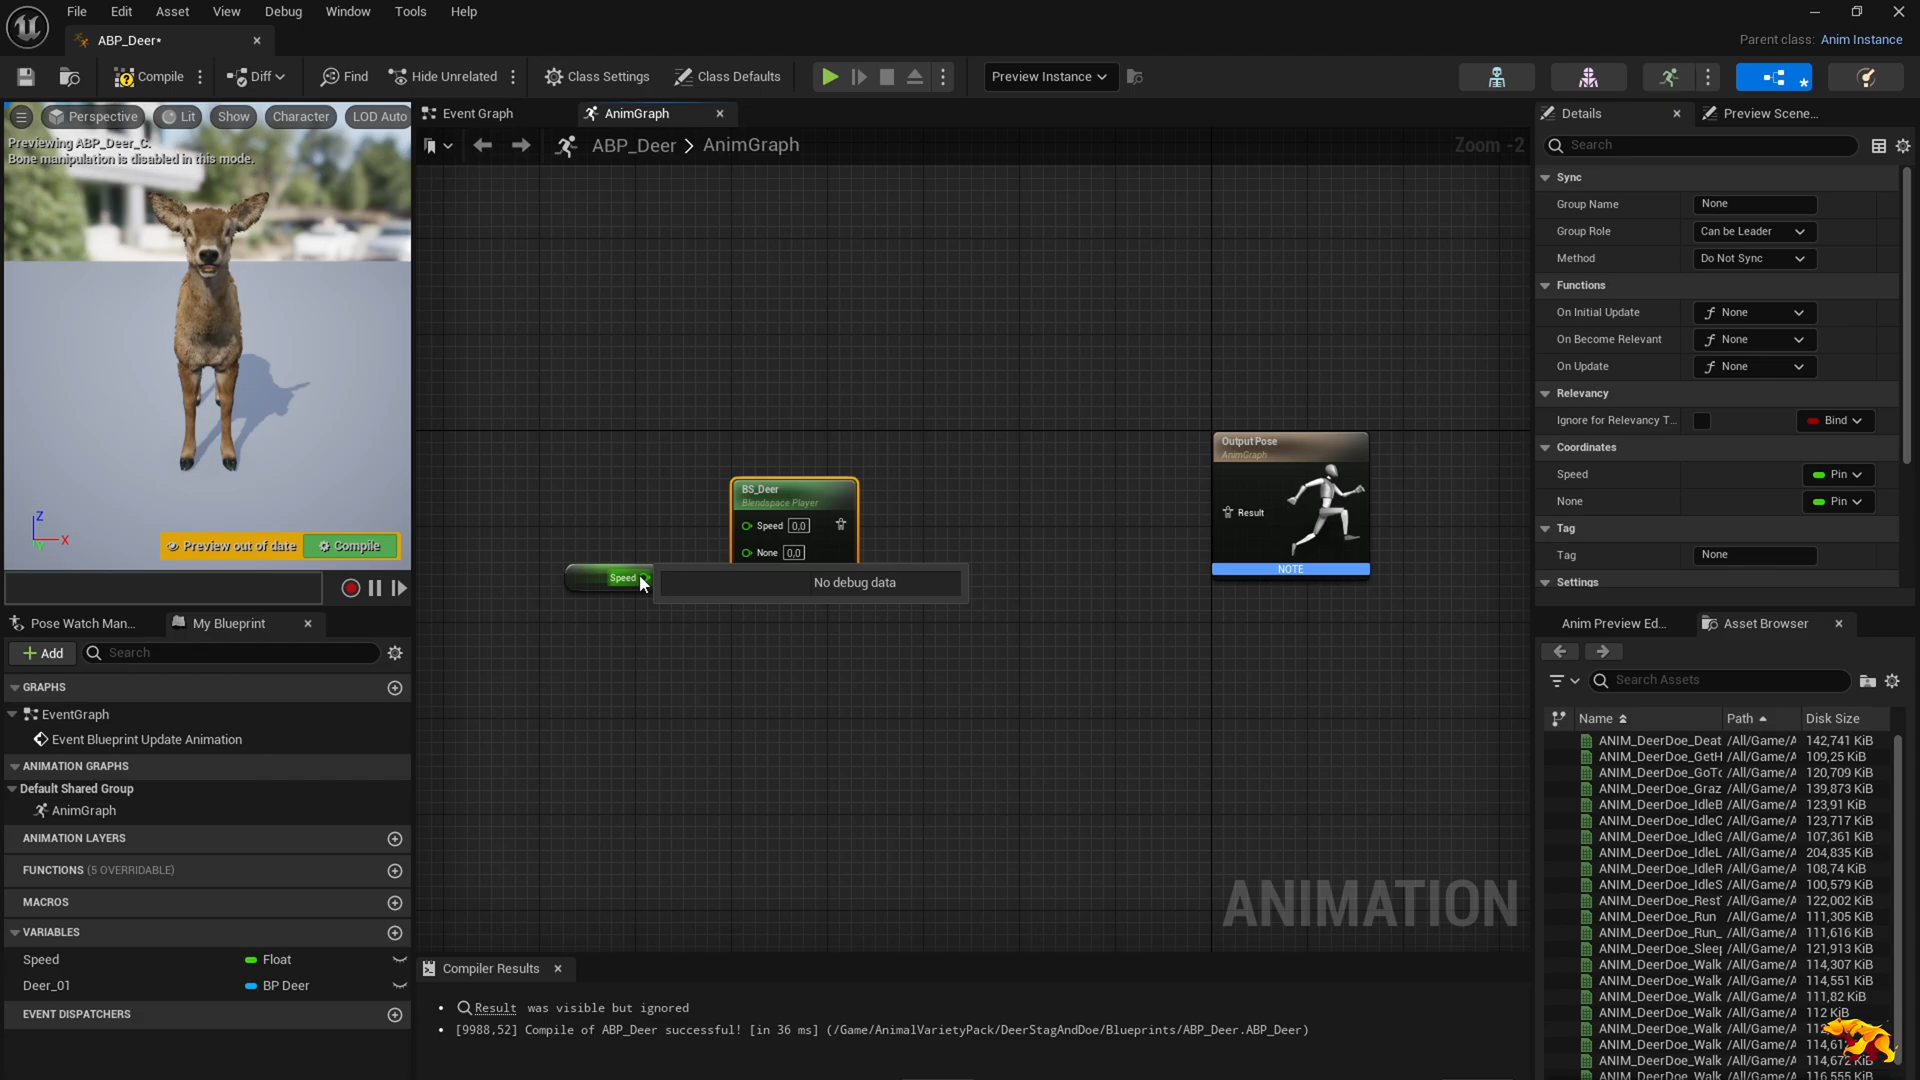 File Edit Asset View Debug Window Tools Help
ABP_Deer*
Parent class: Anim Instance
Compile Diff Find Hide Unrelated Class Settings Class Defaults Preview Instance
Perspective Lit Show Character LOD Auto
Previewing ABP_Deer_C.
Bone manipulation is disabled in this mode.
Z
X
Y
Preview out of date Compile
Event Graph AnimGraph
ABP_Deer > AnimGraph Zoom -2
BS_Deer
Blendspace Player
Speed 0,0
None 0,0
Speed
No debug data
Output Pose
AnimGraph
Result
NOTE
ANIMATION
Pose Watch Man... My Blueprint
Add Search
GRAPHS
EventGraph
Event Blueprint Update Animation
ANIMATION GRAPHS
Default Shared Group
AnimGraph
ANIMATION LAYERS
FUNCTIONS (5 OVERRIDABLE)
MACROS
VARIABLES
Speed Float
Deer_01 BP Deer
EVENT DISPATCHERS
Compiler Results
Result was visible but ignored
[9988,52] Compile of ABP_Deer successful! [in 36 ms] (/Game/AnimalVarietyPack/DeerStagAndDoe/Blueprints/ABP_Deer.ABP_Deer)
Details Preview Scene...
Search
Sync
Group Name None
Group Role Can be Leader
Method Do Not Sync
Functions
On Initial Update None
On Become Relevant None
On Update None
Relevancy
Ignore for Relevancy T... Bind
Coordinates
Speed Pin
None Pin
Tag
Tag None
Settings
Anim Preview Ed... Asset Browser
Search Assets
Name Path Disk Size
ANIM_DeerDoe_Deat /All/Game/A 142,741 KiB
ANIM_DeerDoe_GetH /All/Game/A 109,25 KiB
ANIM_DeerDoe_GoTo /All/Game/A 120,709 KiB
ANIM_DeerDoe_Graz /All/Game/A 139,873 KiB
ANIM_DeerDoe_IdleB /All/Game/A 123,91 KiB
ANIM_DeerDoe_IdleC /All/Game/A 123,717 KiB
ANIM_DeerDoe_IdleG /All/Game/A 107,361 KiB
ANIM_DeerDoe_IdleL /All/Game/A 204,835 KiB
ANIM_DeerDoe_IdleR /All/Game/A 108,74 KiB
ANIM_DeerDoe_IdleS /All/Game/A 100,579 KiB
ANIM_DeerDoe_Rest /All/Game/A 122,002 KiB
ANIM_DeerDoe_Run /All/Game/A 111,305 KiB
ANIM_DeerDoe_Run_ /All/Game/A 111,616 KiB
ANIM_DeerDoe_Sleep /All/Game/A 121,913 KiB
ANIM_DeerDoe_Walk /All/Game/A 114,307 KiB
ANIM_DeerDoe_Walk /All/Game/A 114,551 KiB
ANIM_DeerDoe_Walk /All/Game/A 111,82 KiB
ANIM_DeerDoe_Walk /All/Game/A 112 KiB
ANIM_DeerDoe_Walk /All/Game/A
ANIM_DeerDoe_Walk /All/Game/A
ANIM_DeerDoe_Walk /All/Game/A 114,672 KiB
ANIM_DeerDoe_Walk /All/Game/A 116,555 KiB